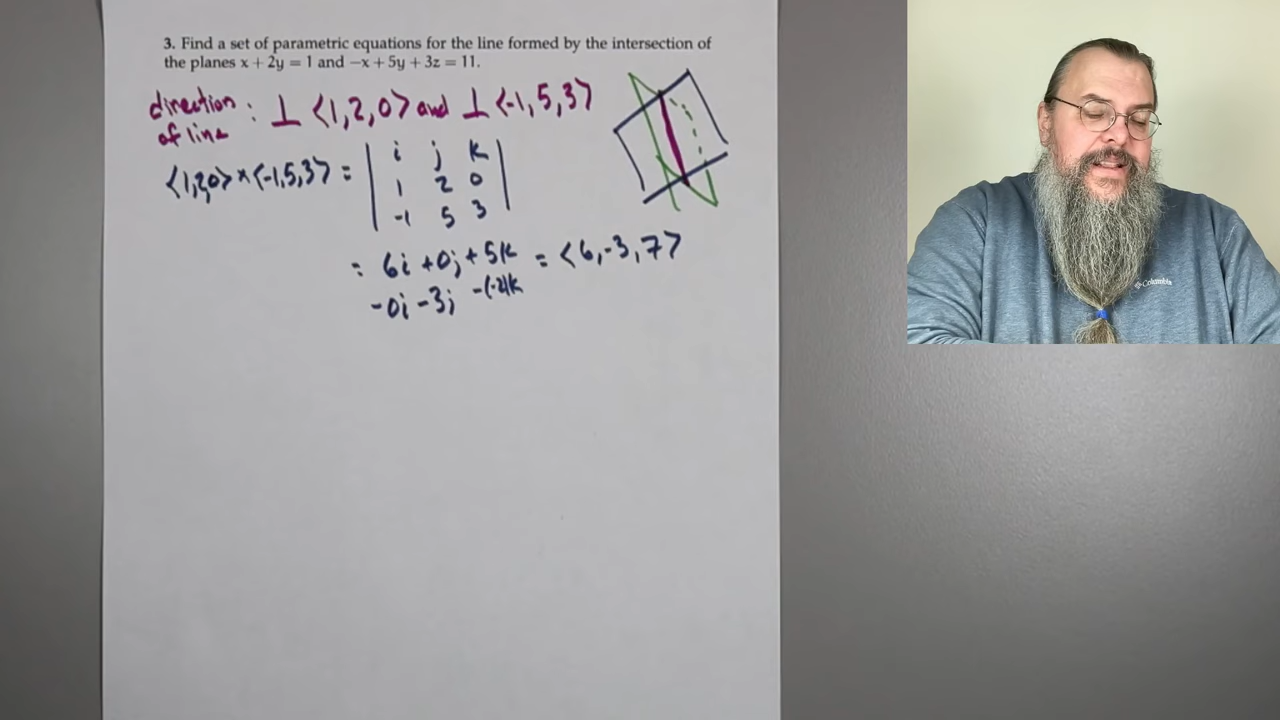 3. Find a set of parametric equations for the line formed by the intersection of
the planes x + 2y = 1 and −x + 5y + 3z = 11.
direction of line : ⊥ ⟨1, 2, 0⟩ and ⊥ ⟨-1, 5, 3⟩
⟨1,2,0⟩ × ⟨-1,5,3⟩ = | i j k |
| 1 2 0 |
| -1 5 3 |
= 6i + 0j + 5k = ⟨6, -3, 7⟩
-0i - 3j -(-2)k
Columbia